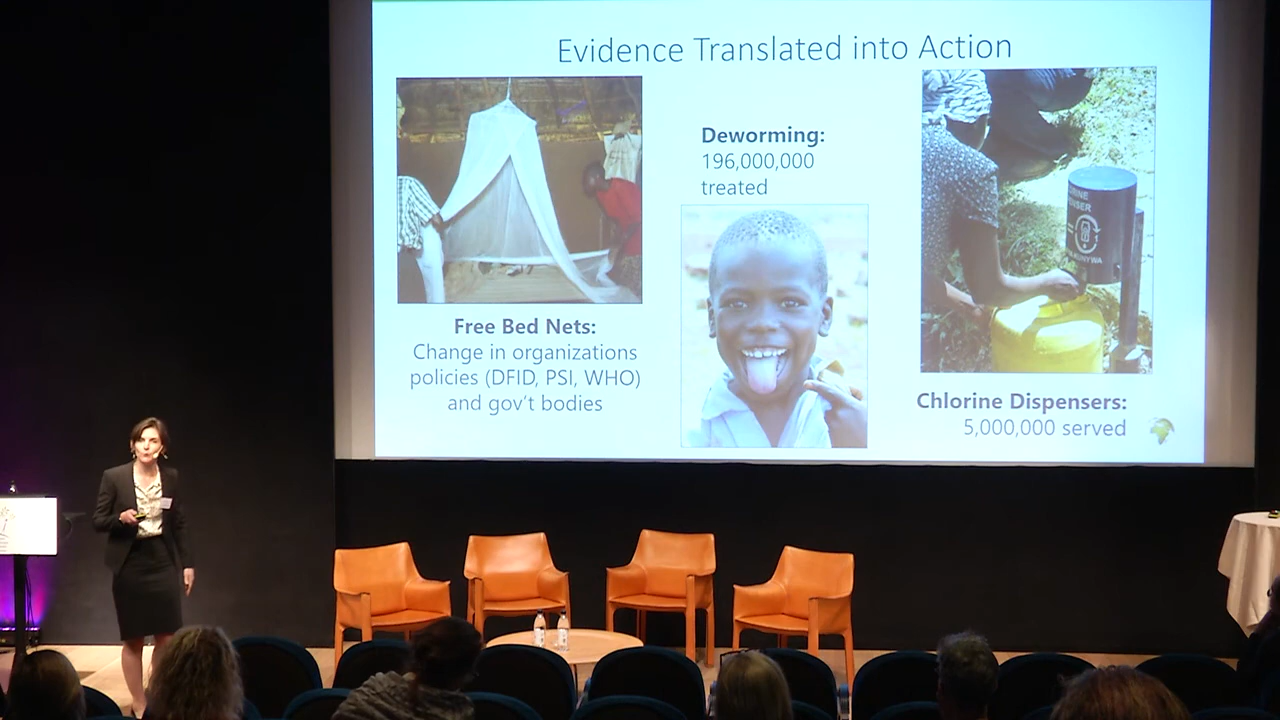 Evidence Translated into Action
Free Bed Nets:
Change in organizations
policies (DFID, PSI, WHO)
and gov't bodies
Deworming:
196,000,000
treated
Chlorine Dispensers:
5,000,000 served